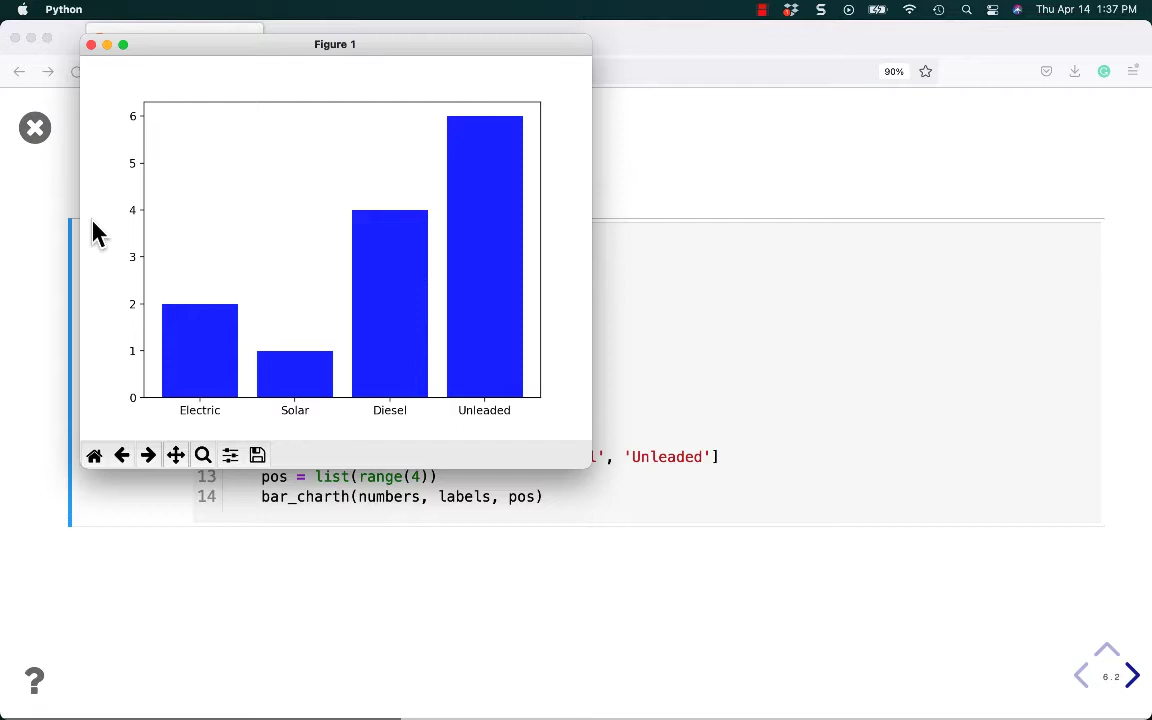 Python
S
Thu Apr 14 1:37 PM
Figure 1
90%
6
5
4
3
2
1
0
Electric Solar Diesel Unleaded
l', 'Unleaded']
13 pos = list(range(4))
14 bar_charth(numbers, labels, pos)
?
6.2